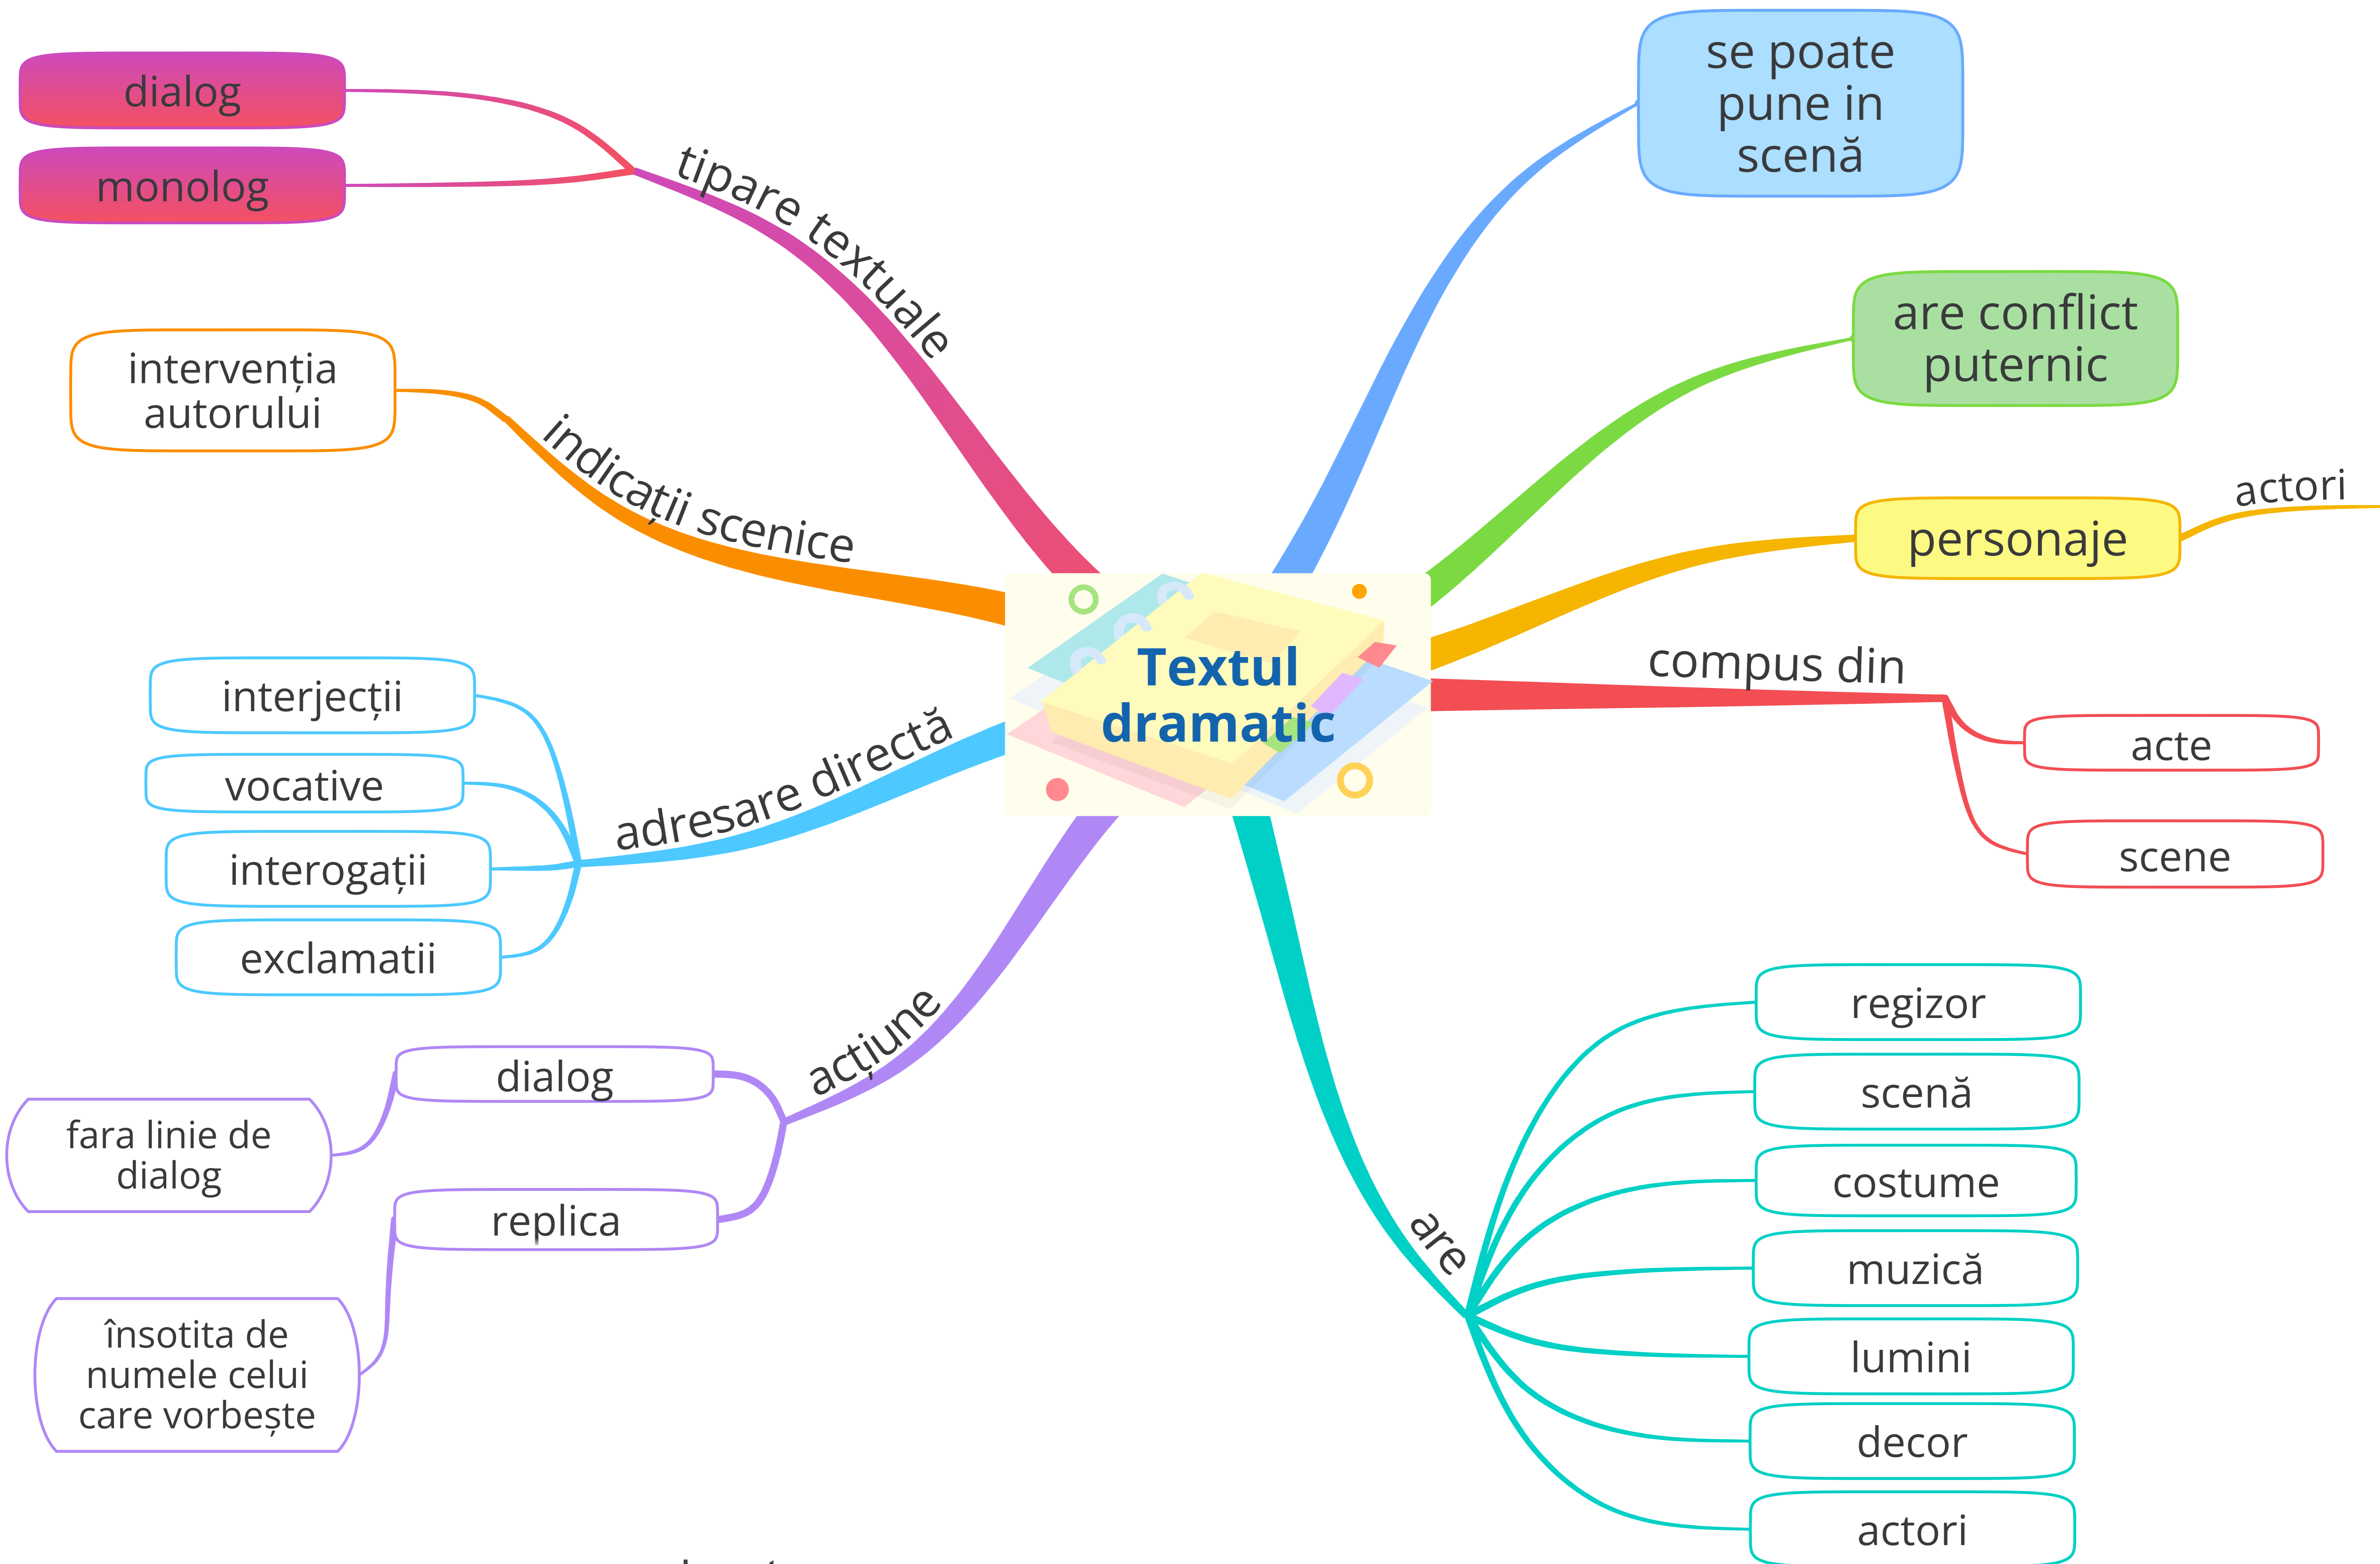 Textul
dramatic
tipare textuale
dialog
monolog
indicații scenice
intervenția
autorului
adresare directă
interjecții
vocative
interogații
exclamatii
acțiune
dialog
fara linie de
dialog
replica
însotita de
numele celui
care vorbește
se poate
pune in
scenă
are conflict
puternic
personaje
actori
compus din
acte
scene
are
regizor
scenă
costume
muzică
lumini
decor
actori